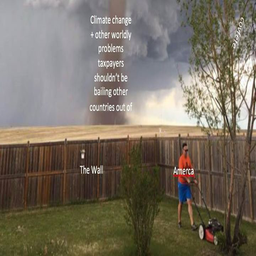 Climate change
+ other worldly
problems
taxpayers
shouldn't be
bailing other
countries out of
The Wall
Amerca